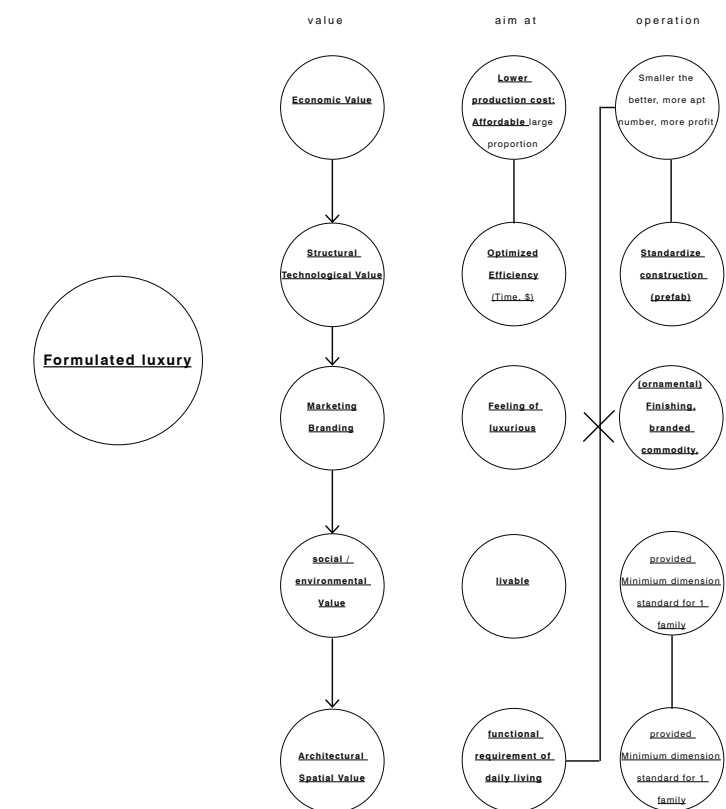 value
aim at
operation
Economic Value
Lower
production cost;
Affordable large
proportion
Smaller the
better, more apt
number, more profit
Structural
Technological Value
Optimized
Efficiency
(Time, $)
Standardize
construction
(prefab)
Formulated luxury
Marketing
Branding
Feeling of
luxurious
(ornamental)
Finishing,
branded
commodity,
social /
environmental
Value
livable
provided
Minimium dimension
standard for 1
family
Architectural
Spatial Value
functional
requirement of
daily living
provided
Minimium dimension
standard for 1
family